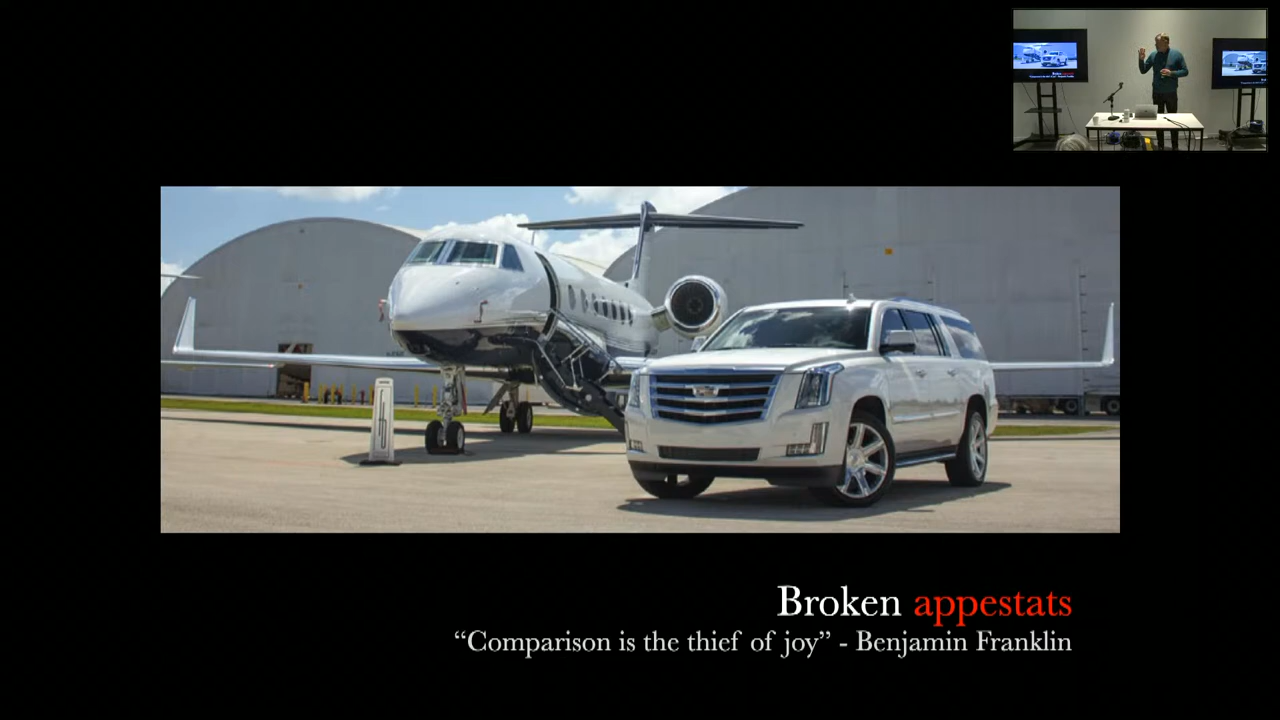 Broken appestats
“Comparison is the thief of joy” - Benjamin Franklin